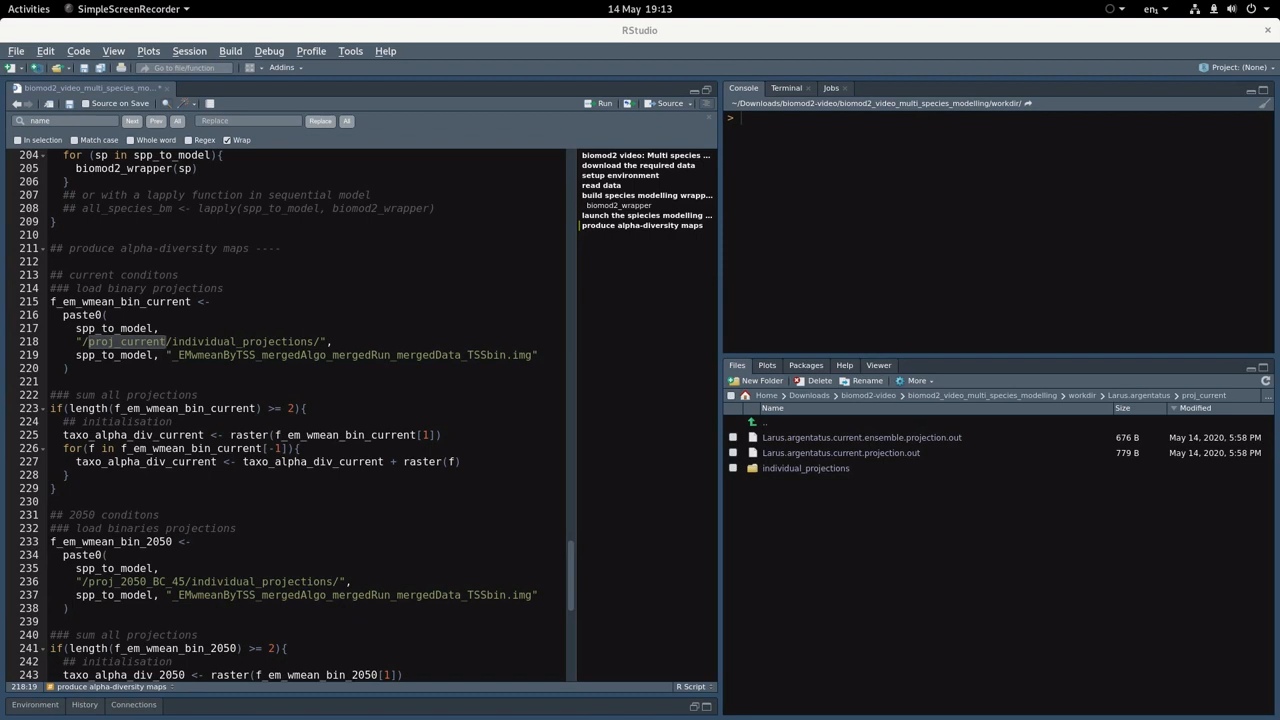 Activities
SimpleScreenRecorder
14 May 19:13
en₁
RStudio
File Edit Code View Plots Session Build Debug Profile Tools Help
Go to file/function
Addins
Project: (None)
biomod2_video_multi_species_mo... *
Source on Save
Run
Source
name
Next
Prev
All
Replace
Replace
All
In selection
Match case
Whole word
Regex
Wrap
204 for (sp in spp_to_model){
205 biomod2_wrapper(sp)
206 }
207 ## or with a lapply function in sequential model
208 ## all_species_bm <- lapply(spp_to_model, biomod2_wrapper)
209 }
210
211 ## produce alpha-diversity maps ----
212
213 ## current conditons
214 ### load binary projections
215 f_em_wmean_bin_current <-
216 paste0(
217 spp_to_model,
218 "/proj_current/individual_projections/",
219 spp_to_model, "_EMwmeanByTSS_mergedAlgo_mergedRun_mergedData_TSSbin.img"
220 )
221
222 ### sum all projections
223 if(length(f_em_wmean_bin_current) >= 2){
224 ## initialisation
225 taxo_alpha_div_current <- raster(f_em_wmean_bin_current[1])
226 for(f in f_em_wmean_bin_current[-1]){
227 taxo_alpha_div_current <- taxo_alpha_div_current + raster(f)
228 }
229 }
230
231 ## 2050 conditons
232 ### load binaries projections
233 f_em_wmean_bin_2050 <-
234 paste0(
235 spp_to_model,
236 "/proj_2050_BC_45/individual_projections/",
237 spp_to_model, "_EMwmeanByTSS_mergedAlgo_mergedRun_mergedData_TSSbin.img"
238 )
239
240 ### sum all projections
241 if(length(f_em_wmean_bin_2050) >= 2){
242 ## initialisation
243 taxo_alpha_div_2050 <- raster(f_em_wmean_bin_2050[1])
218:19
produce alpha-diversity maps
R Script
Environment
History
Connections
biomod2 video: Multi species ...
download the required data
setup environment
read data
build species modelling wrapp...
biomod2_wrapper
launch the spiecies modelling ...
produce alpha-diversity maps
Console
Terminal
Jobs
~/Downloads/biomod2-video/biomod2_video_multi_species_modelling/workdir/
>
Files
Plots
Packages
Help
Viewer
New Folder
Delete
Rename
More
Home
Downloads
biomod2-video
biomod2_video_multi_species_modelling
workdir
Larus.argentatus
proj_current
...
Name
Size
Modified
..
Larus.argentatus.current.ensemble.projection.out 676 B May 14, 2020, 5:58 PM
Larus.argentatus.current.projection.out 779 B May 14, 2020, 5:58 PM
individual_projections